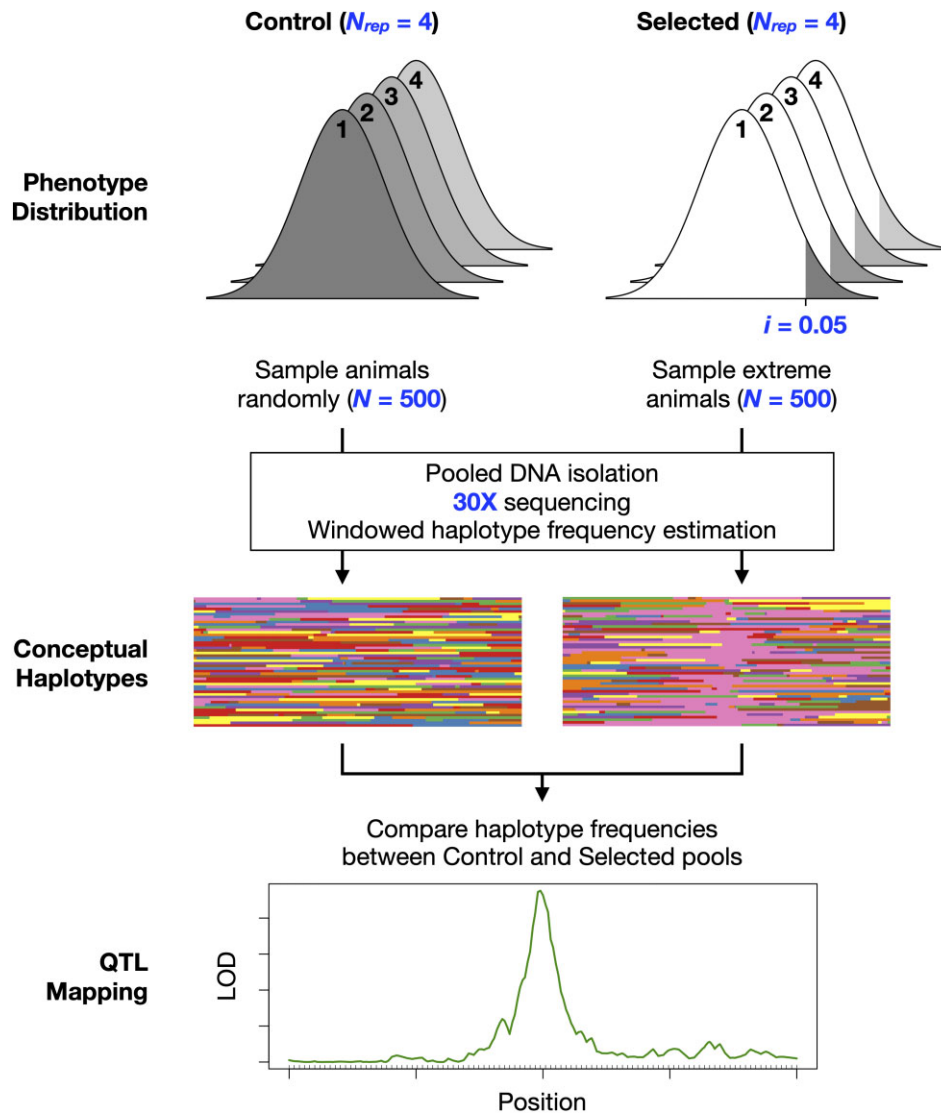 Control (Nrep = 4)
Selected (Nrep = 4)
1
2
3
4
1
2
3
4
Phenotype
Distribution
i = 0.05
Sample animals
randomly (N = 500)
Sample extreme
animals (N = 500)
Pooled DNA isolation
30X sequencing
Windowed haplotype frequency estimation
Conceptual
Haplotypes
Compare haplotype frequencies
between Control and Selected pools
QTL
Mapping
LOD
Position